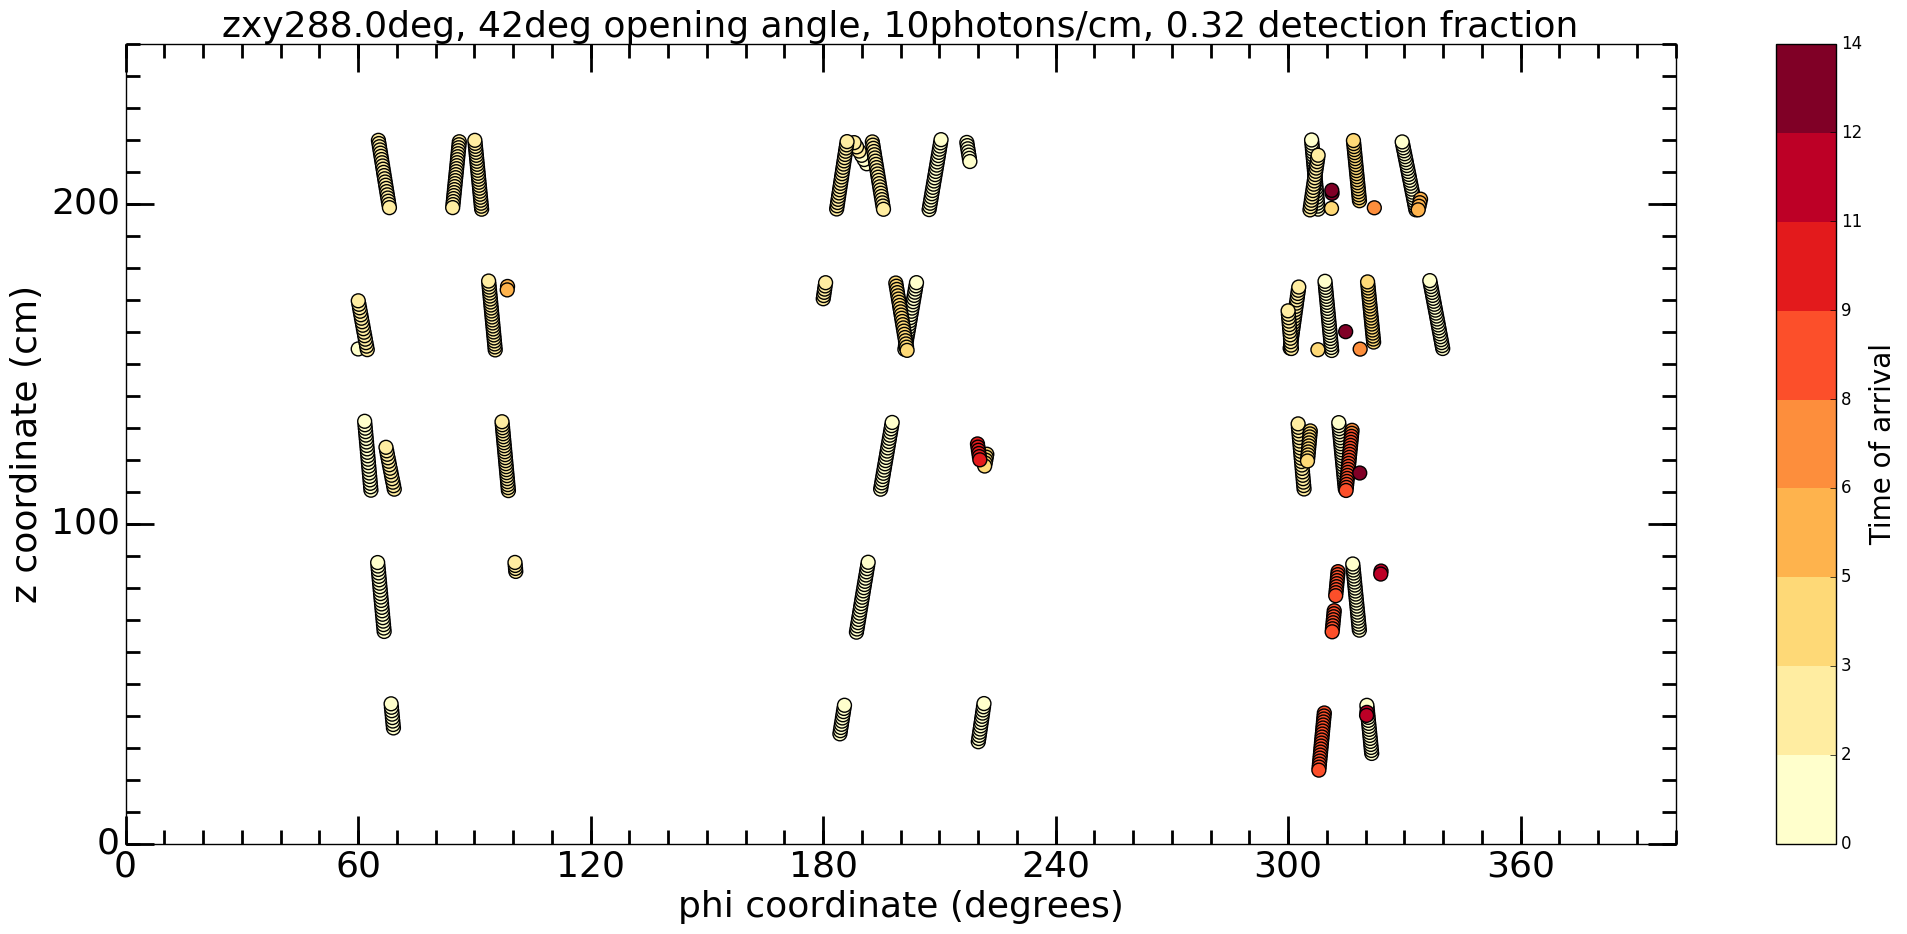 zxy288.0deg, 42deg opening angle, 10photons/cm, 0.32 detection fraction
z coordinate (cm)
200
100
0
0 60 120 180 240 300 360
phi coordinate (degrees)
14
12
11
9
8
6
5
3
2
0
Time of arrival